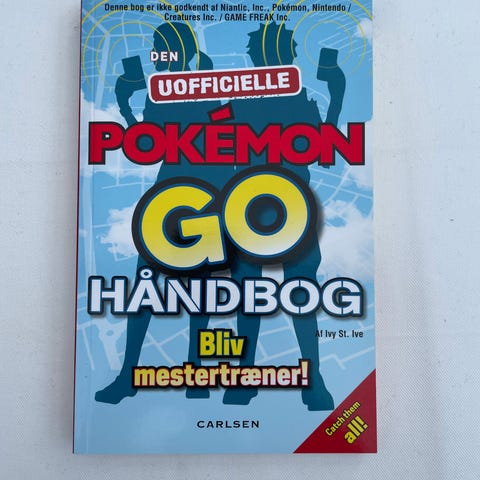 Denne bog er ikke godkendt af Niantic, Inc., Pokémon, Nintendo /
Creatures Inc. / GAME FREAK Inc.
DEN
UOFFICIELLE
POKÉMON
GO
HÅNDBOG
Af Ivy St. Ive
Bliv
mestertræner!
CARLSEN
Catch them
all!